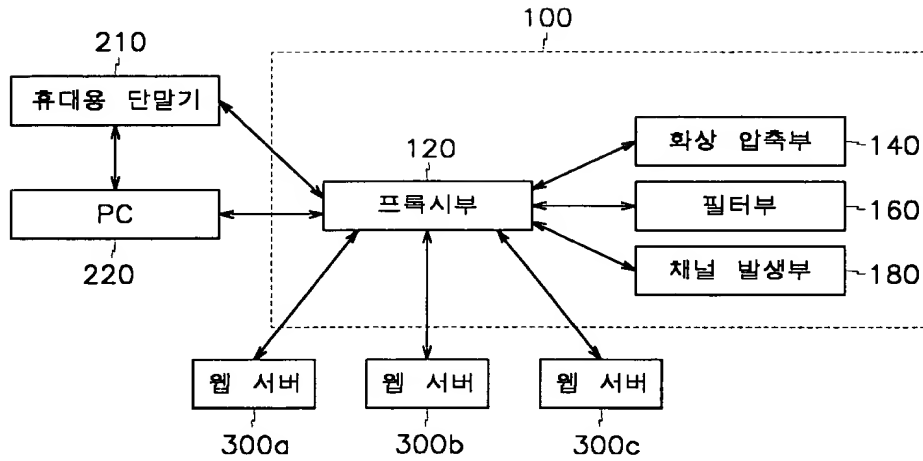 100
210
휴대용 단말기
120
화상 압축부
140
프록시부
필터부
160
PC
220
채널 발생부
180
웹 서버
웹 서버
웹 서버
300a
300b
300c